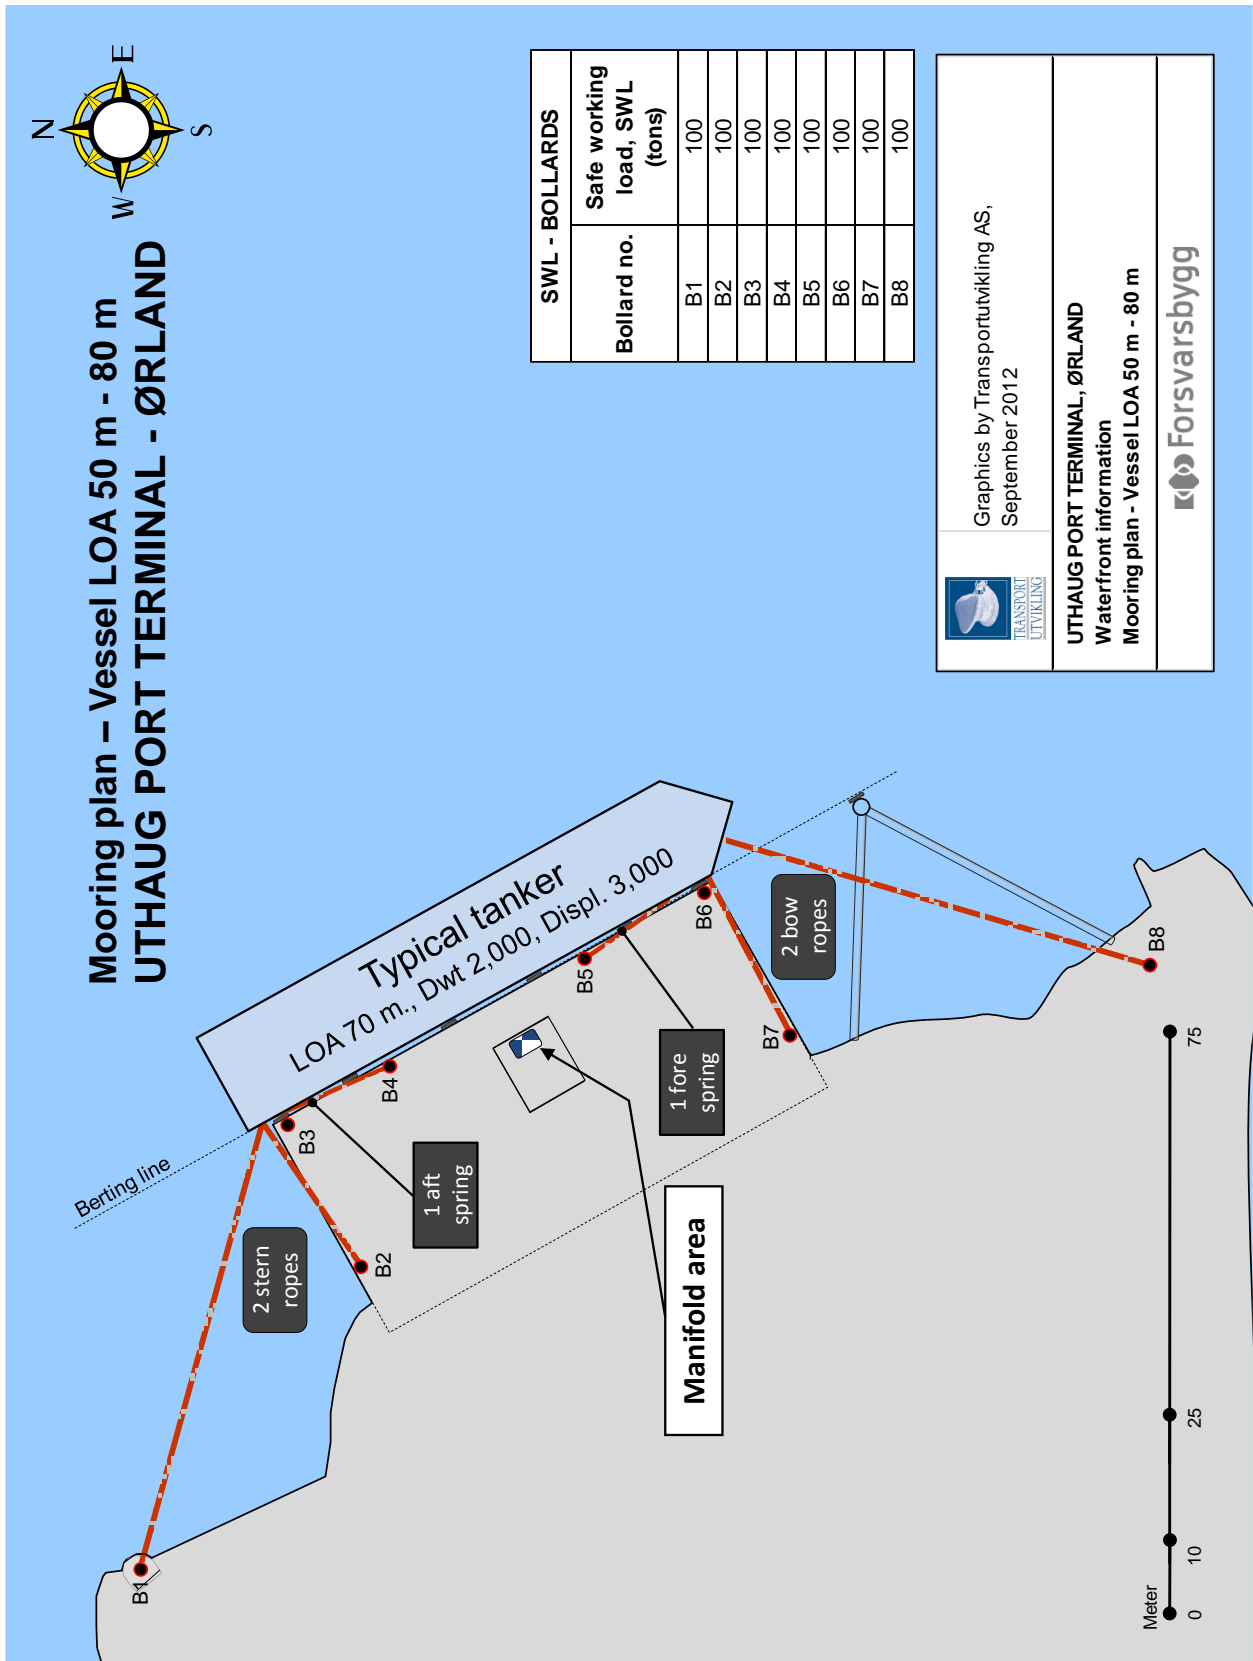 Mooring plan – Vessel LOA 50 m - 80 m
UTHAUG PORT TERMINAL - ØRLAND
N
W
E
S
SWL - BOLLARDS
Bollard no.
Safe working
load, SWL
(tons)
B1 100
B2 100
B3 100
B4 100
B5 100
B6 100
B7 100
B8 100
Berting line
Typical tanker
LOA 70 m., Dwt 2,000, Displ. 3,000
2 stern
ropes
1 aft
spring
Manifold area
1 fore
spring
2 bow
ropes
B1
B2
B3
B4
B5
B6
B7
B8
Meter
0
10
25
75
TRANSPORT
UTVIKLING
Graphics by Transportutvikling AS,
September 2012
UTHAUG PORT TERMINAL, ØRLAND
Waterfront information
Mooring plan - Vessel LOA 50 m - 80 m
Forsvarsbygg